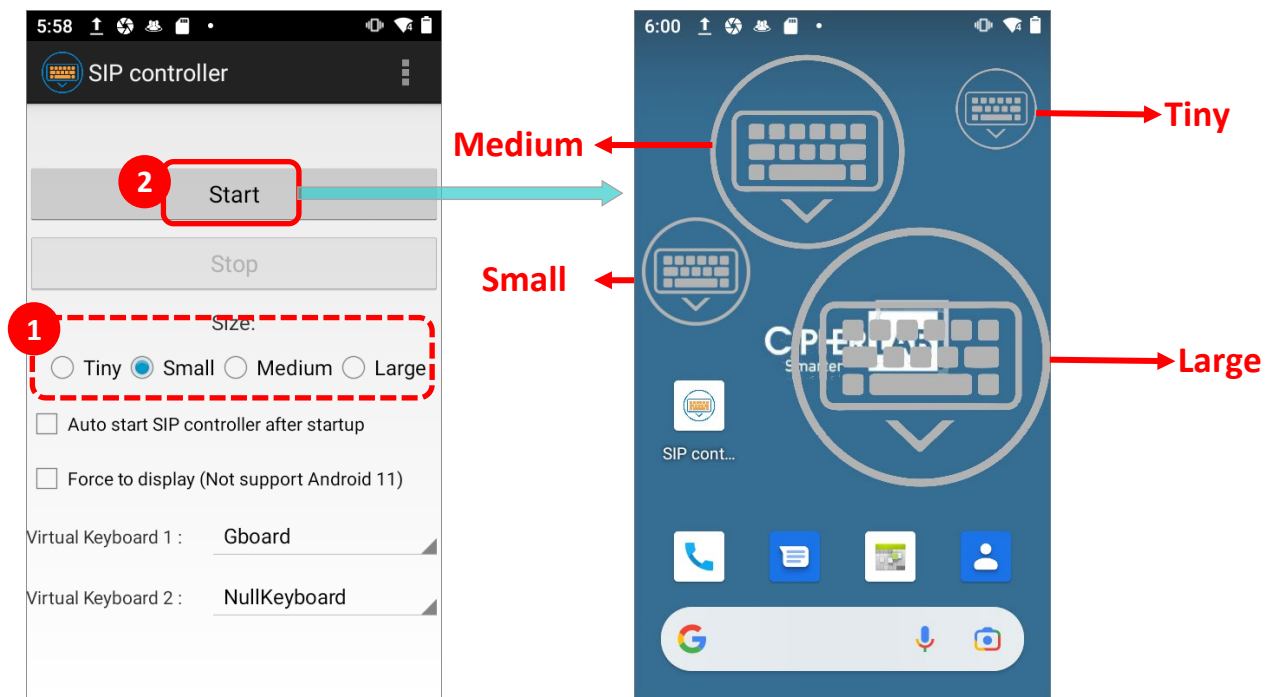 5:58
SIP controller
2
Start
Stop
1
Size:
Tiny Small Medium Large
Auto start SIP controller after startup
Force to display (Not support Android 11)
Virtual Keyboard 1 : Gboard
Virtual Keyboard 2 : NullKeyboard
6:00
Medium
Tiny
Small
Large
Smarter
SIP cont...
G